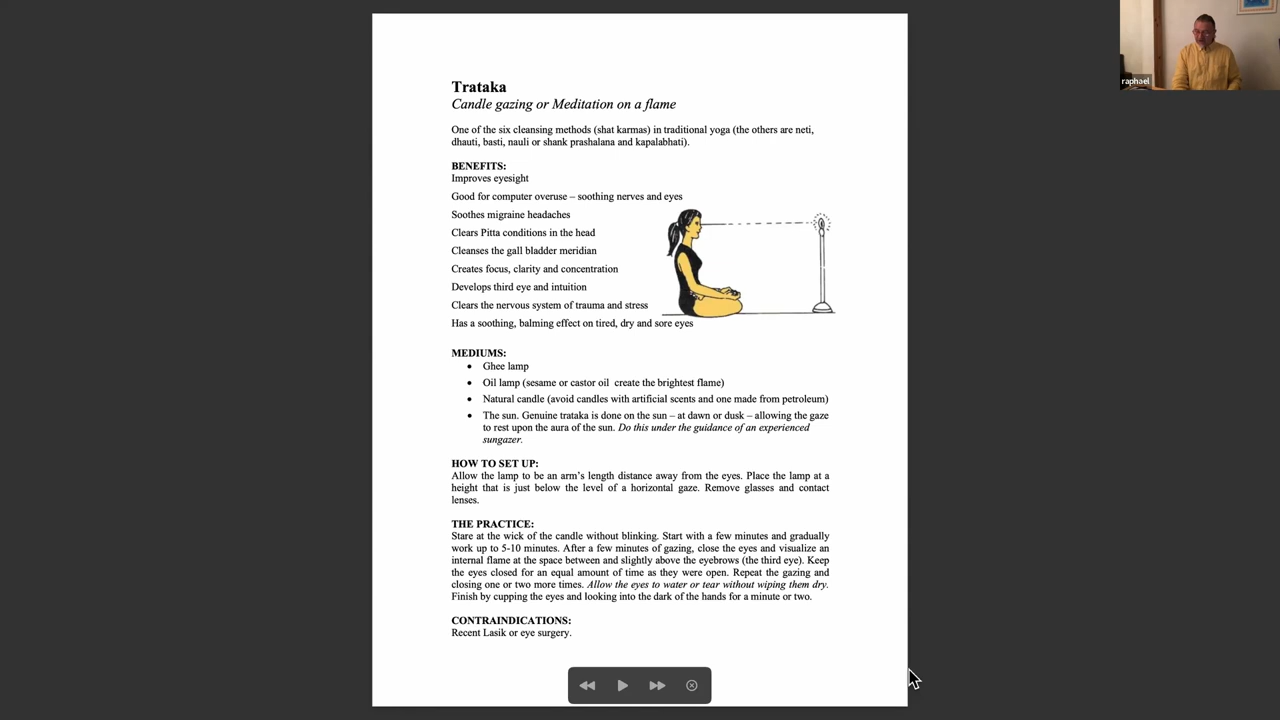 Trataka
Candle gazing or Meditation on a flame
One of the six cleansing methods (shat karmas) in traditional yoga (the others are neti,
dhauti, basti, nauli or shank prashalana and kapalabhati).
BENEFITS:
Improves eyesight
Good for computer overuse – soothing nerves and eyes
Soothes migraine headaches
Clears Pitta conditions in the head
Cleanses the gall bladder meridian
Creates focus, clarity and concentration
Develops third eye and intuition
Clears the nervous system of trauma and stress
Has a soothing, balming effect on tired, dry and sore eyes
MEDIUMS:
• Ghee lamp
• Oil lamp (sesame or castor oil  create the brightest flame)
• Natural candle (avoid candles with artificial scents and one made from petroleum)
• The sun. Genuine trataka is done on the sun – at dawn or dusk – allowing the gaze
to rest upon the aura of the sun. Do this under the guidance of an experienced
sungazer.
HOW TO SET UP:
Allow the lamp to be an arm's length distance away from the eyes. Place the lamp at a
height that is just below the level of a horizontal gaze. Remove glasses and contact
lenses.
THE PRACTICE:
Stare at the wick of the candle without blinking. Start with a few minutes and gradually
work up to 5-10 minutes. After a few minutes of gazing, close the eyes and visualize an
internal flame at the space between and slightly above the eyebrows (the third eye). Keep
the eyes closed for an equal amount of time as they were open. Repeat the gazing and
closing one or two more times. Allow the eyes to water or tear without wiping them dry.
Finish by cupping the eyes and looking into the dark of the hands for a minute or two.
CONTRAINDICATIONS:
Recent Lasik or eye surgery.
raphael